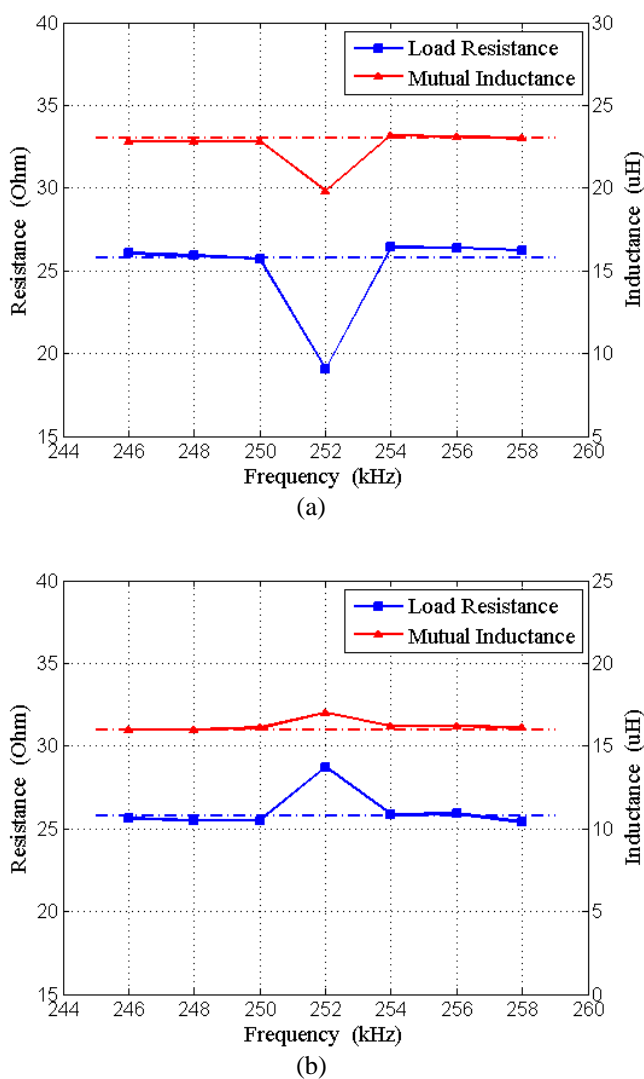 40
35
30
25
20
15
Resistance (Ohm)
Load Resistance
Mutual Inductance
30
25
20
15
10
5
Inductance (uH)
244 246 248 250 252 254 256 258 260
Frequency (kHz)
(a)
40
35
30
25
20
15
Resistance (Ohm)
Load Resistance
Mutual Inductance
25
20
15
10
5
0
Inductance (uH)
244 246 248 250 252 254 256 258 260
Frequency (kHz)
(b)